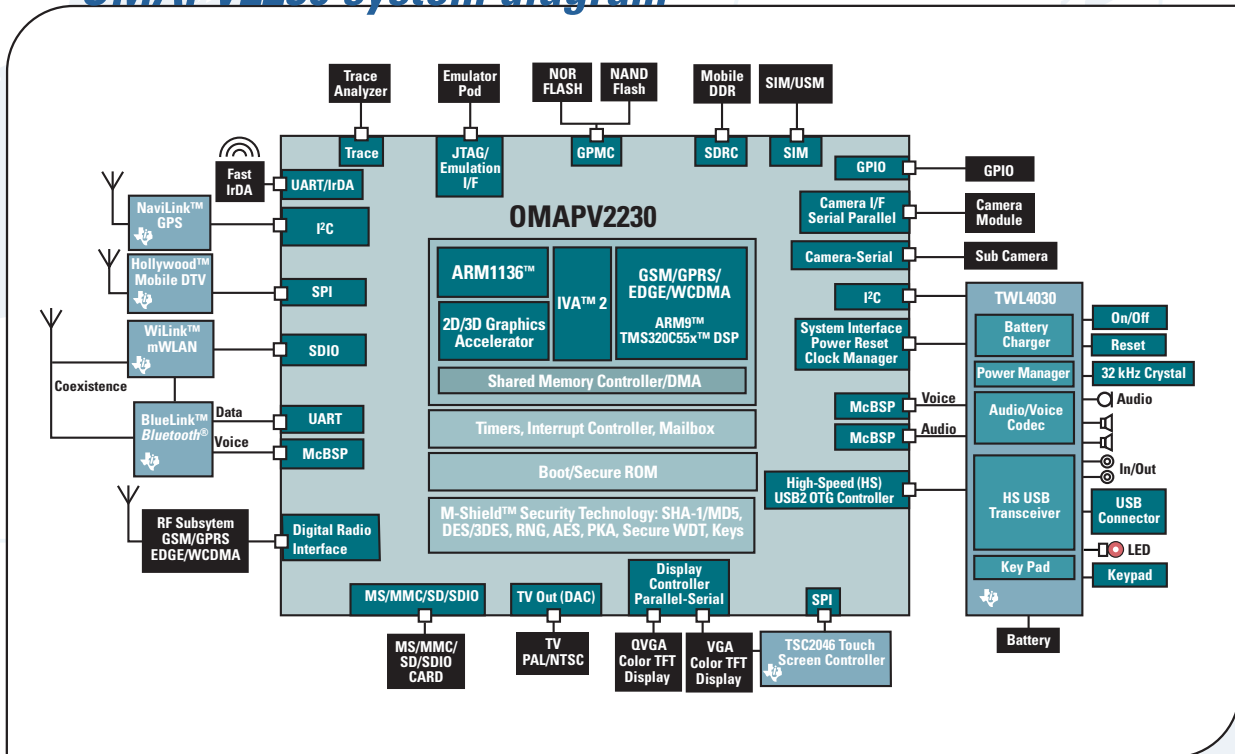 OMAPV2230 system diagram
Trace
Analyzer
Emulator
Pod
NOR
FLASH
NAND
Flash
Mobile
DDR
SIM/USM
Trace
JTAG/
Emulation
I/F
GPMC
SDRC
SIM
Fast
IrDA
UART/IrDA
NaviLink™
GPS
I²C
Hollywood™
Mobile DTV
SPI
WiLink™
mWLAN
SDIO
Coexistence
BlueLink™
Bluetooth®
Data
Voice
UART
McBSP
RF Subsytem
GSM/GPRS
EDGE/WCDMA
Digital Radio
Interface
OMAPV2230
ARM1136™
2D/3D Graphics
Accelerator
IVA™ 2
GSM/GPRS/
EDGE/WCDMA
ARM9™
TMS320C55x™ DSP
Shared Memory Controller/DMA
Timers, Interrupt Controller, Mailbox
Boot/Secure ROM
M-Shield™ Security Technology: SHA-1/MD5,
DES/3DES, RNG, AES, PKA, Secure WDT, Keys
GPIO
GPIO
Camera I/F
Serial Parallel
Camera
Module
Camera-Serial
Sub Camera
I²C
System Interface
Power Reset
Clock Manager
McBSP
Voice
McBSP
Audio
High-Speed (HS)
USB2 OTG Controller
TWL4030
Battery
Charger
Power Manager
Audio/Voice
Codec
HS USB
Transceiver
Key Pad
On/Off
Reset
32 kHz Crystal
Audio
In/Out
USB
Connector
LED
Keypad
Battery
MS/MMC/SD/SDIO
TV Out (DAC)
Display
Controller
Parallel-Serial
SPI
MS/MMC/
SD/SDIO
CARD
TV
PAL/NTSC
QVGA
Color TFT
Display
VGA
Color TFT
Display
TSC2046 Touch
Screen Controller